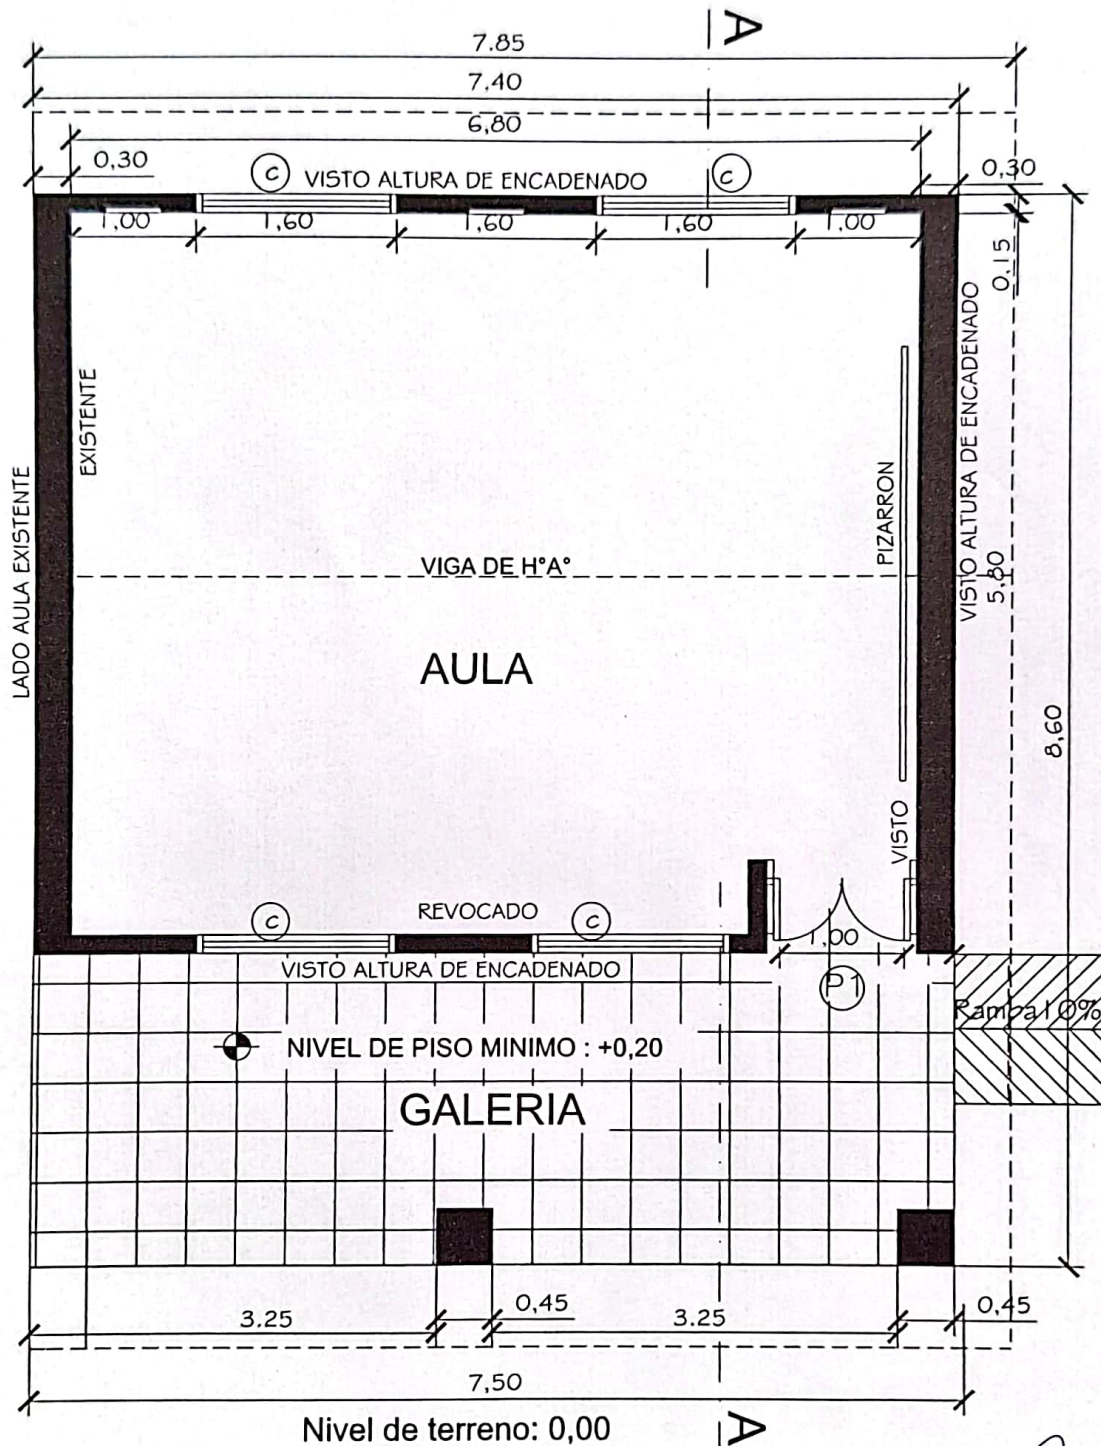 A
7.85
7.40
6,80
0,30
C
VISTO ALTURA DE ENCADENADO
C
0,30
1,00
1,60
1,60
1,60
1,00
0,15
EXISTENTE
LADO AULA EXISTENTE
VISTO ALTURA DE ENCADENADO
PIZARRON
5,80
VIGA DE H°A°
AULA
8,60
VISTO
C
REVOCADO
C
1,00
VISTO ALTURA DE ENCADENADO
P1
Rampa 10%
NIVEL DE PISO MINIMO : +0,20
GALERIA
3.25
0,45
3.25
0,45
7,50
Nivel de terreno: 0,00
A